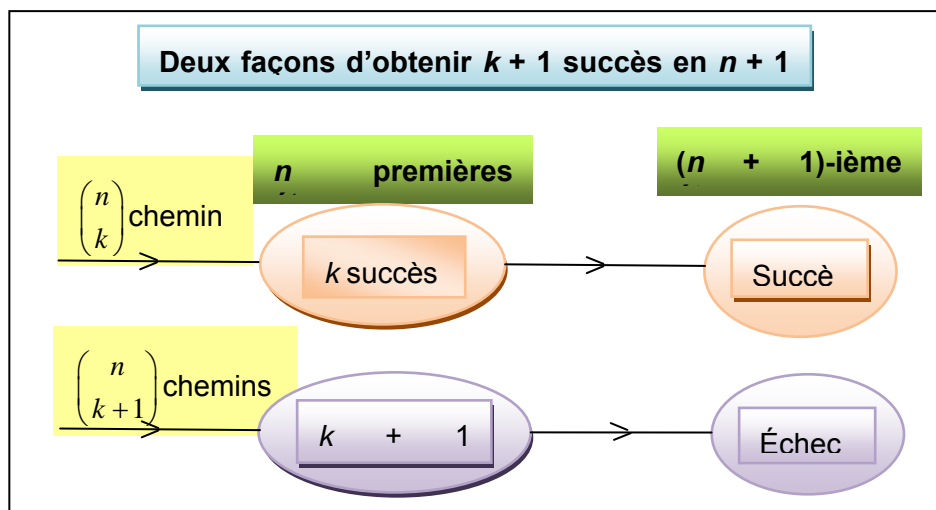 Deux façons d'obtenir k + 1 succès en n + 1
n premières
(n + 1)-ième
(n k) chemin
k succès
Succè
(n k + 1) chemins
k + 1
Échec